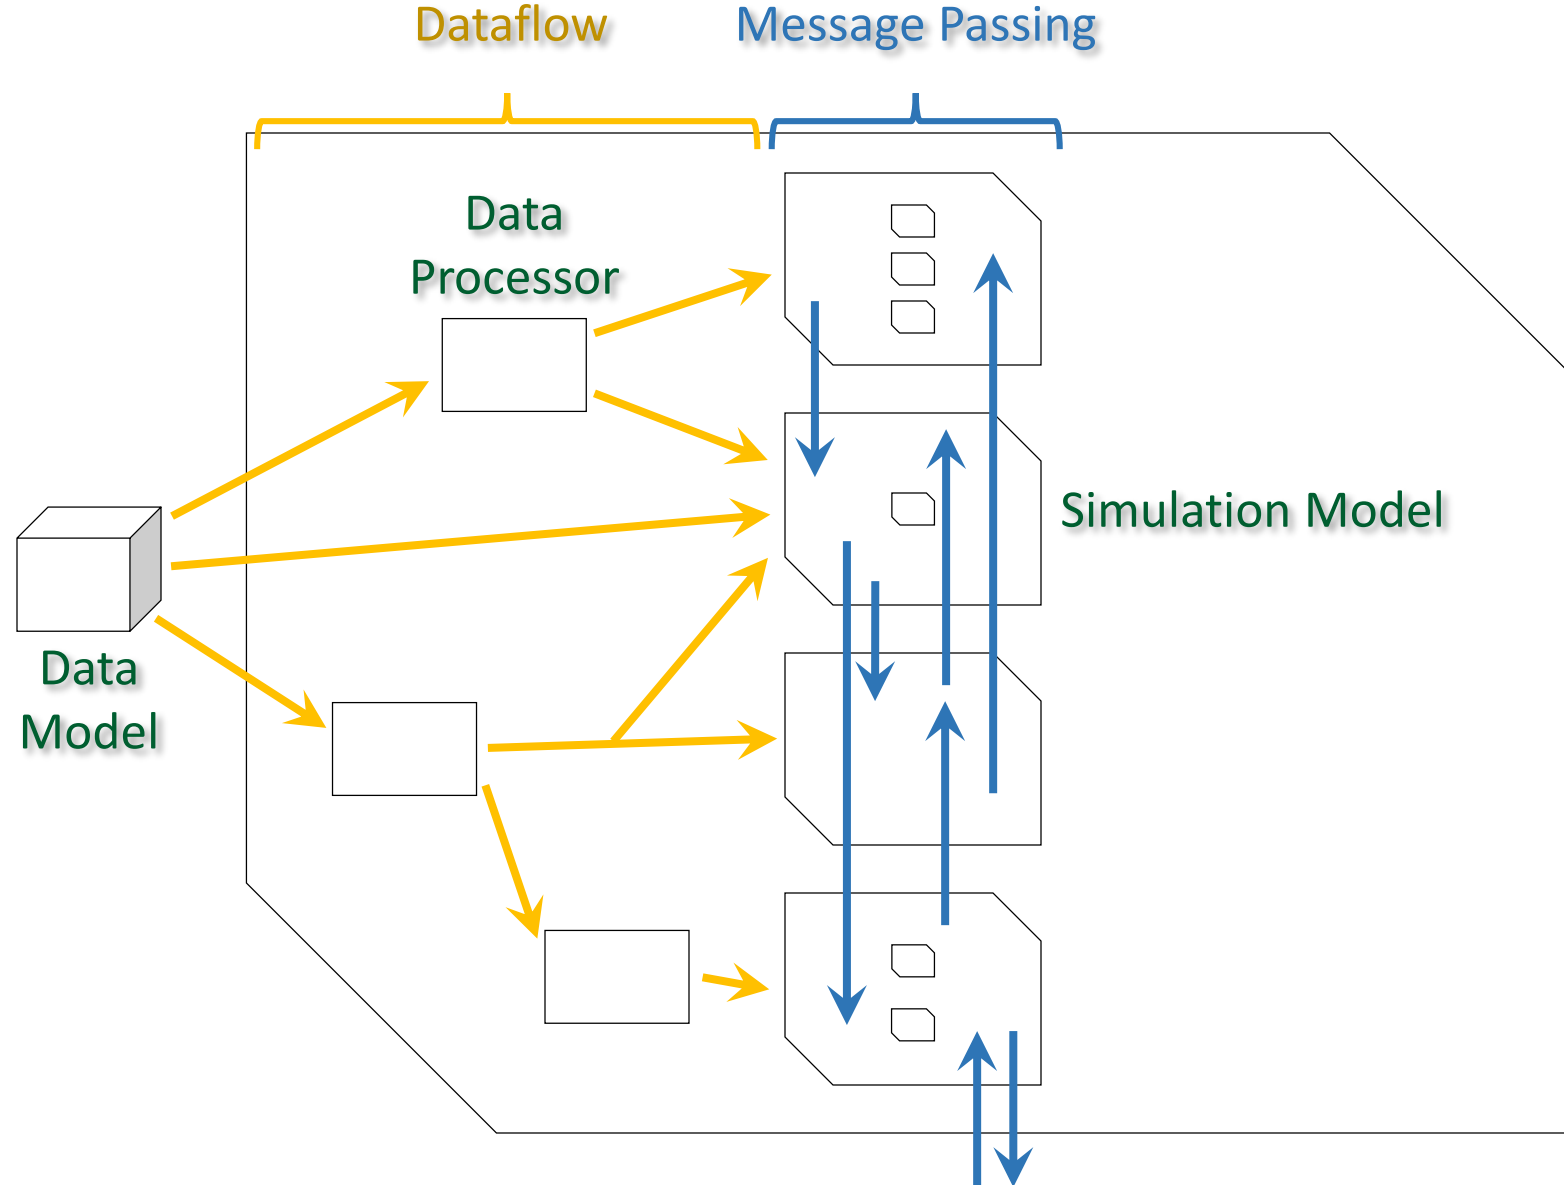 Dataflow
Message Passing
Data
Processor
Simulation Model
Data
Model